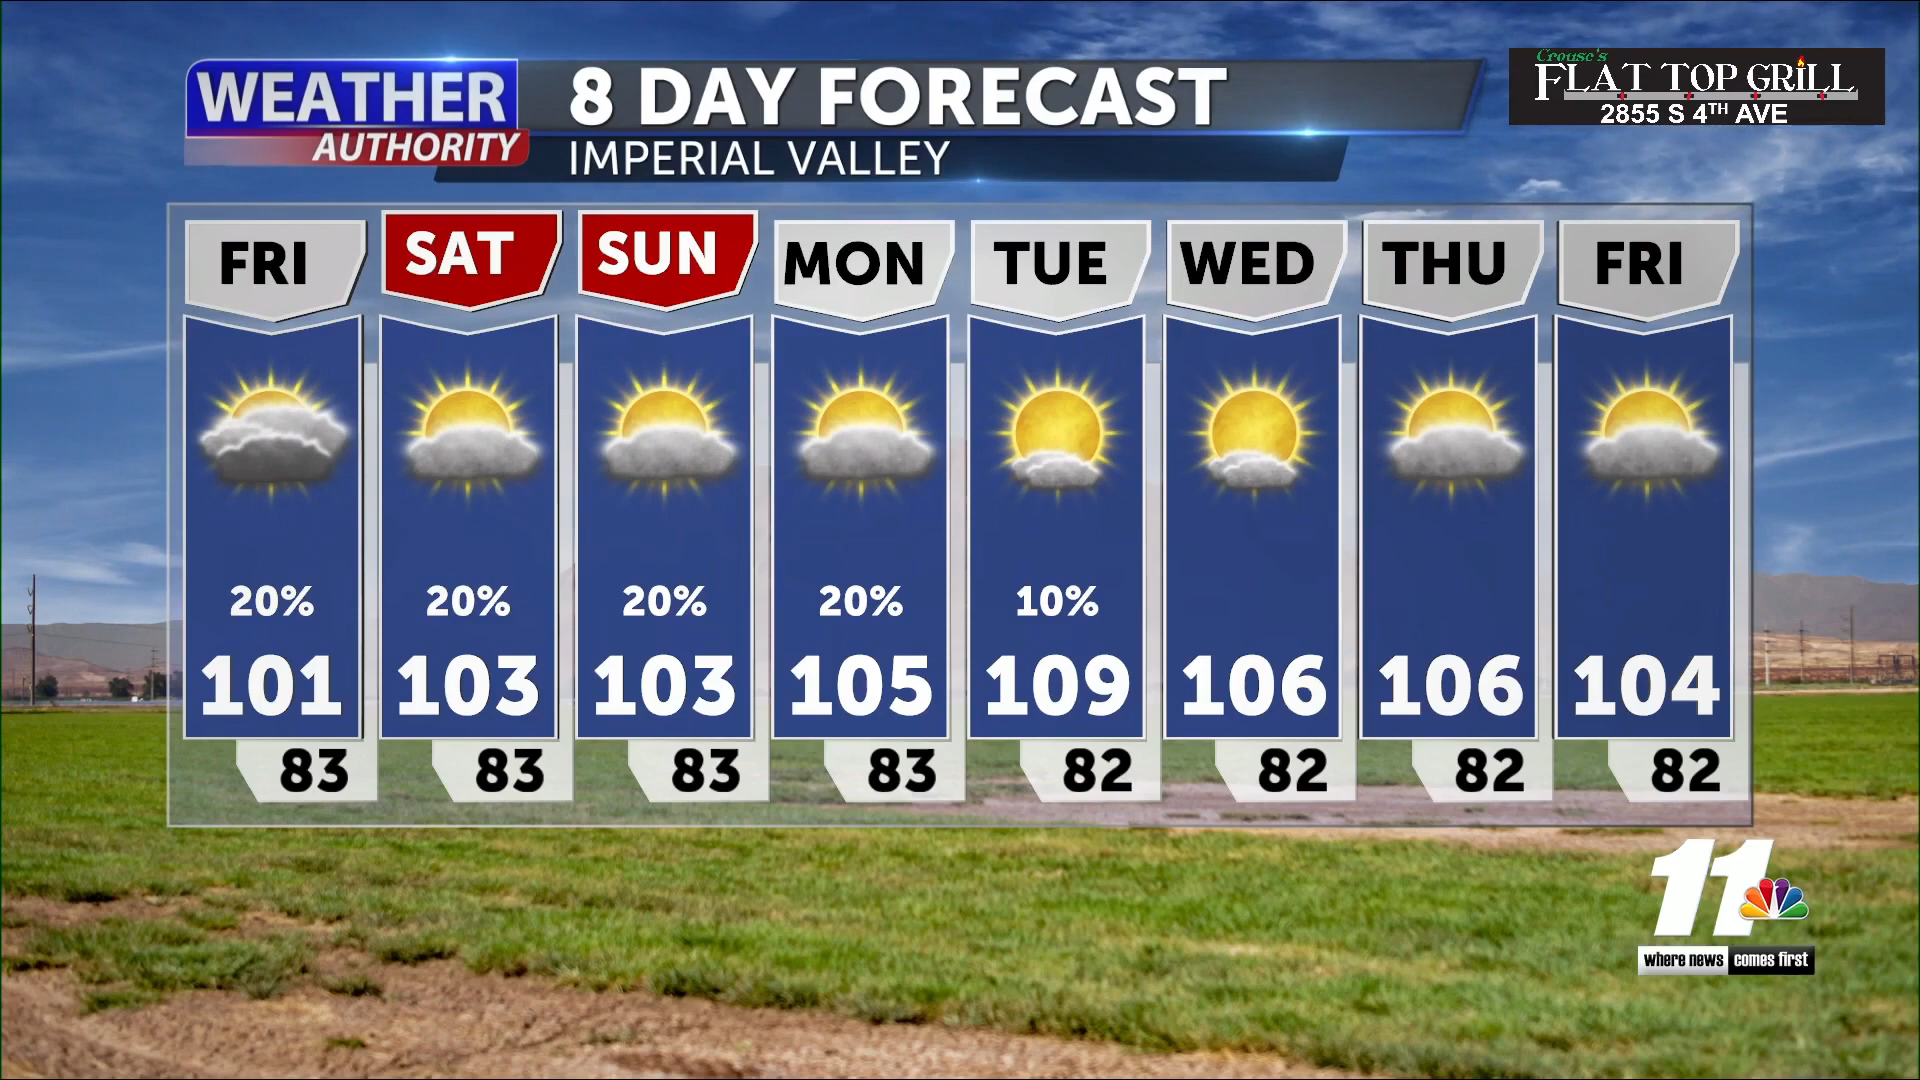 WEATHER
AUTHORITY
8 DAY FORECAST
IMPERIAL VALLEY
Crouse's
FLAT TOP GRILL
2855 S 4TH AVE
FRI SAT SUN MON TUE WED THU FRI
20% 20% 20% 20% 10%
101 103 103 105 109 106 106 104
83 83 83 83 82 82 82 82
11
where news comes first